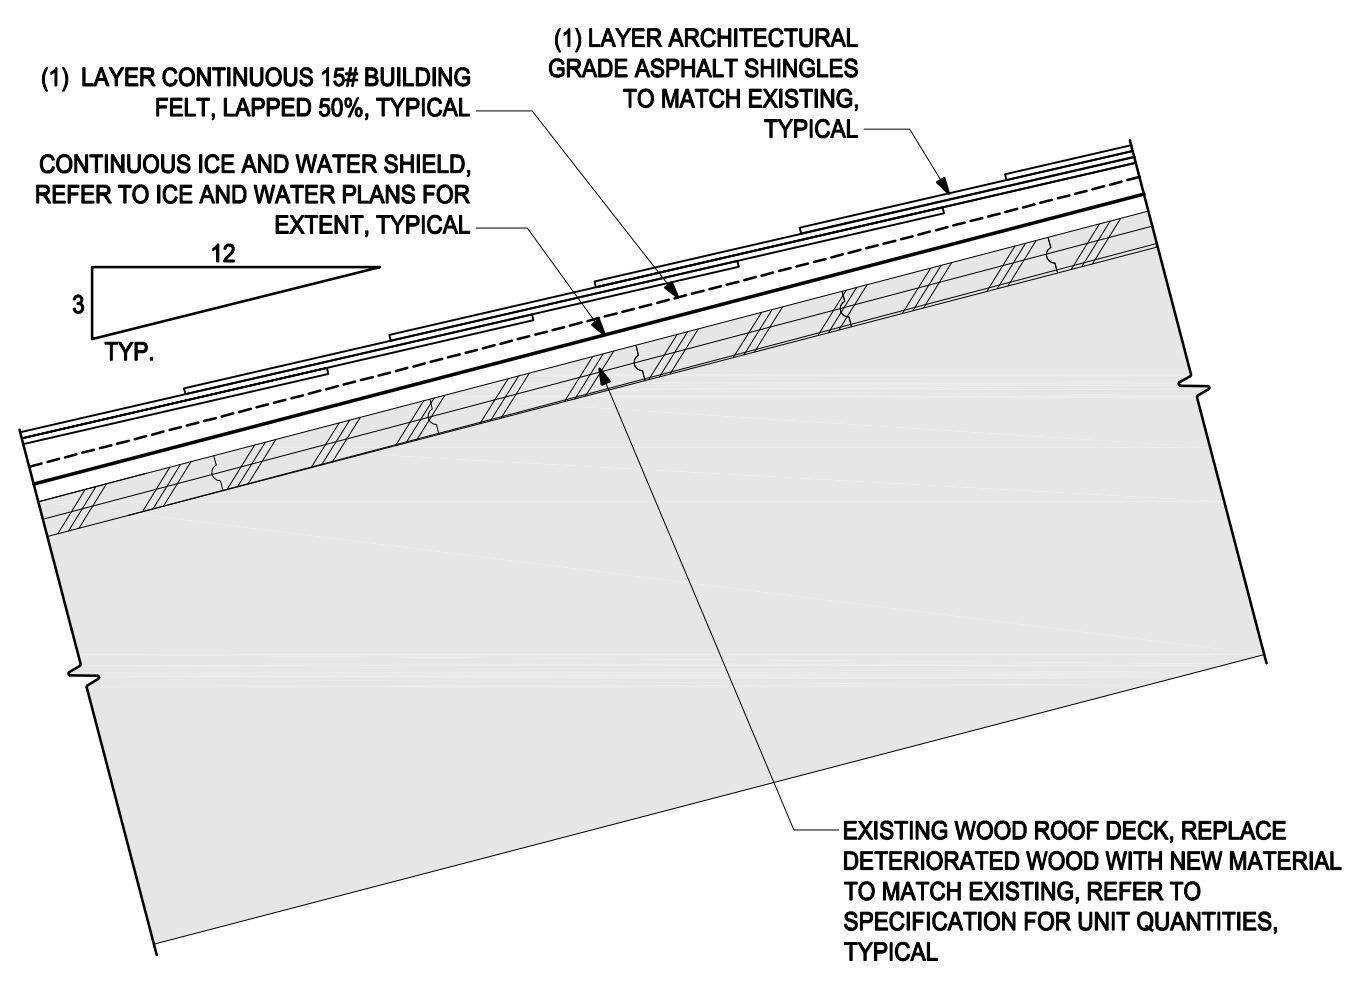 (1) LAYER ARCHITECTURAL
GRADE ASPHALT SHINGLES
TO MATCH EXISTING,
TYPICAL
(1) LAYER CONTINUOUS 15# BUILDING
FELT, LAPPED 50%, TYPICAL
CONTINUOUS ICE AND WATER SHIELD,
REFER TO ICE AND WATER PLANS FOR
EXTENT, TYPICAL
12
3
TYP.
EXISTING WOOD ROOF DECK, REPLACE
DETERIORATED WOOD WITH NEW MATERIAL
TO MATCH EXISTING, REFER TO
SPECIFICATION FOR UNIT QUANTITIES,
TYPICAL